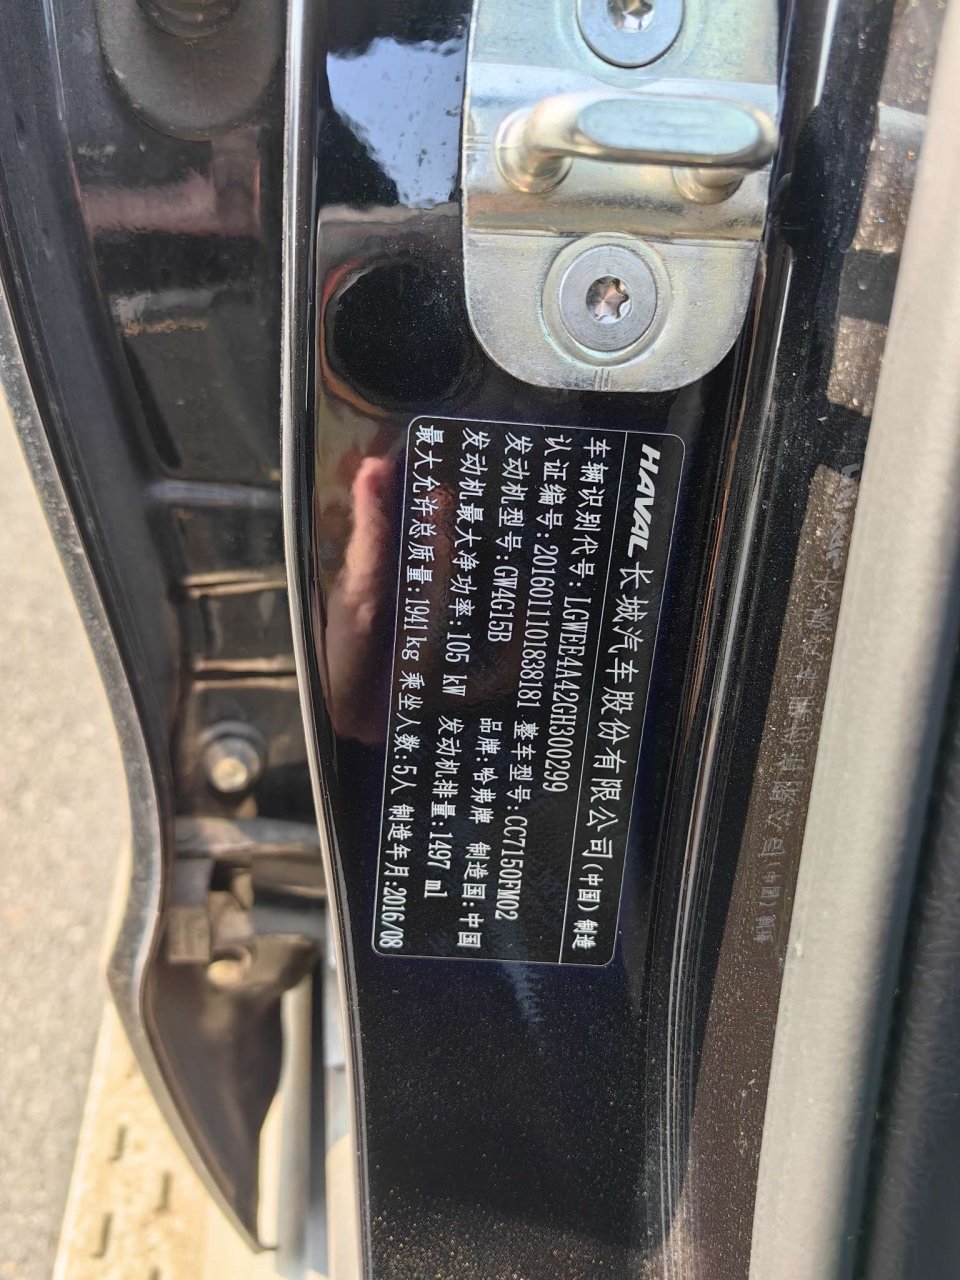 HAVAL 长城汽车股份有限公司(中国)制造
车辆识别代号:LGWEE4A42GH300299
认证编号:2016011101838181 整车型号:CC7150FM02
发动机型号:GW4G15B 品牌:哈弗牌 制造国:中国
发动机最大净功率:105 kW 发动机排量:1497 ml
最大允许总质量:1941kg 乘坐人数:5人 制造年月:2016/08